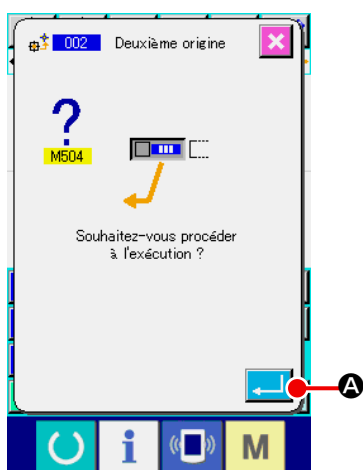 002 Deuxième origine
?
M504
Souhaitez-vous procéder
à l'exécution ?
A
i
M